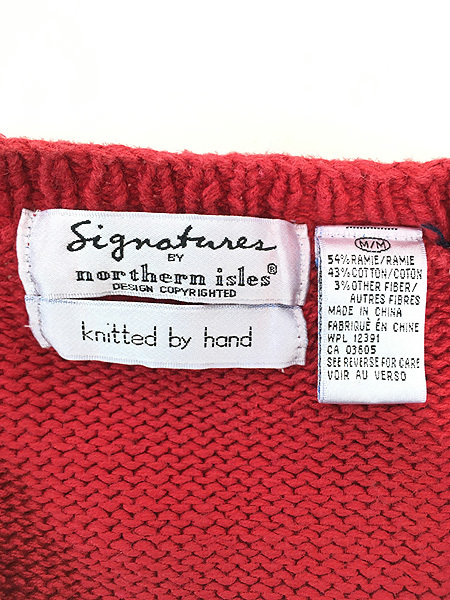 Signatures
BY
northern isles®
DESIGN COPYRIGHTED
knitted by hand
M/M
54% RAMIE/RAMIE
43% COTTON/COTON
3% OTHER FIBER/
AUTRES FIBRES
MADE IN CHINA
FABRIQUÉ EN CHINE
WPL 12391
CA 03605
SEE REVERSE FOR CARE
VOIR AU VERSO